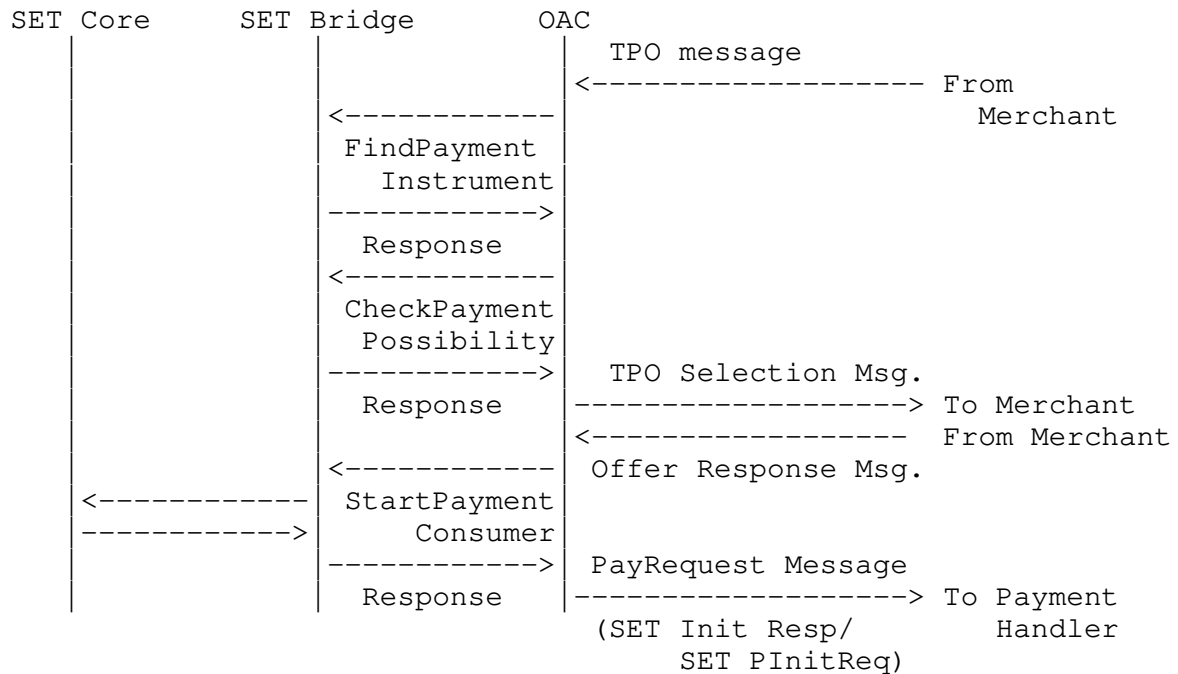 SET Core SET Bridge OAC
TPO message
<------------------- From
<------------ Merchant
FindPayment
Instrument
------------>
Response
<------------
CheckPayment
Possibility
------------> TPO Selection Msg.
Response -------------------> To Merchant
<------------------ From Merchant
<------------ Offer Response Msg.
<------------- StartPayment
------------> Consumer
------------> PayRequest Message
Response -------------------> To Payment
(SET Init Resp/ Handler
SET PInitReq)